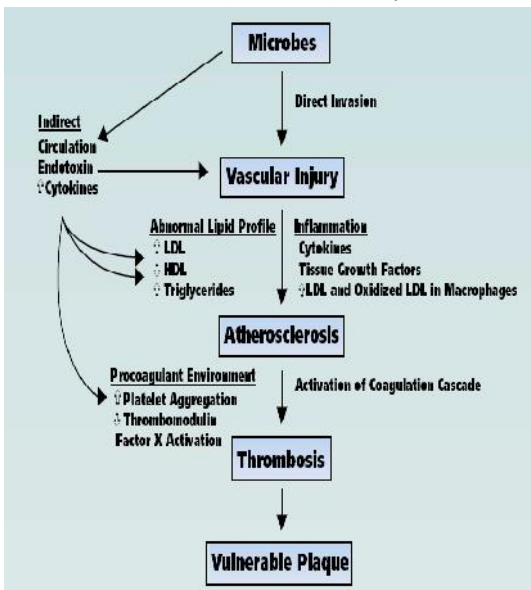 Microbes
Direct Invasion
Indirect
Circulation
Endotoxin
⇧Cytokines
Vascular Injury
Abnormal Lipid Profile
⇧LDL
⇩HDL
⇧Triglycerides
Inflammation
Cytokines
Tissue Growth Factors
⇧LDL and Oxidized LDL in Macrophages
Atherosclerosis
Procoagulant Environment
⇧Platelet Aggregation
⇩Thrombomodulin
Factor X Activation
Activation of Coagulation Cascade
Thrombosis
Vulnerable Plaque